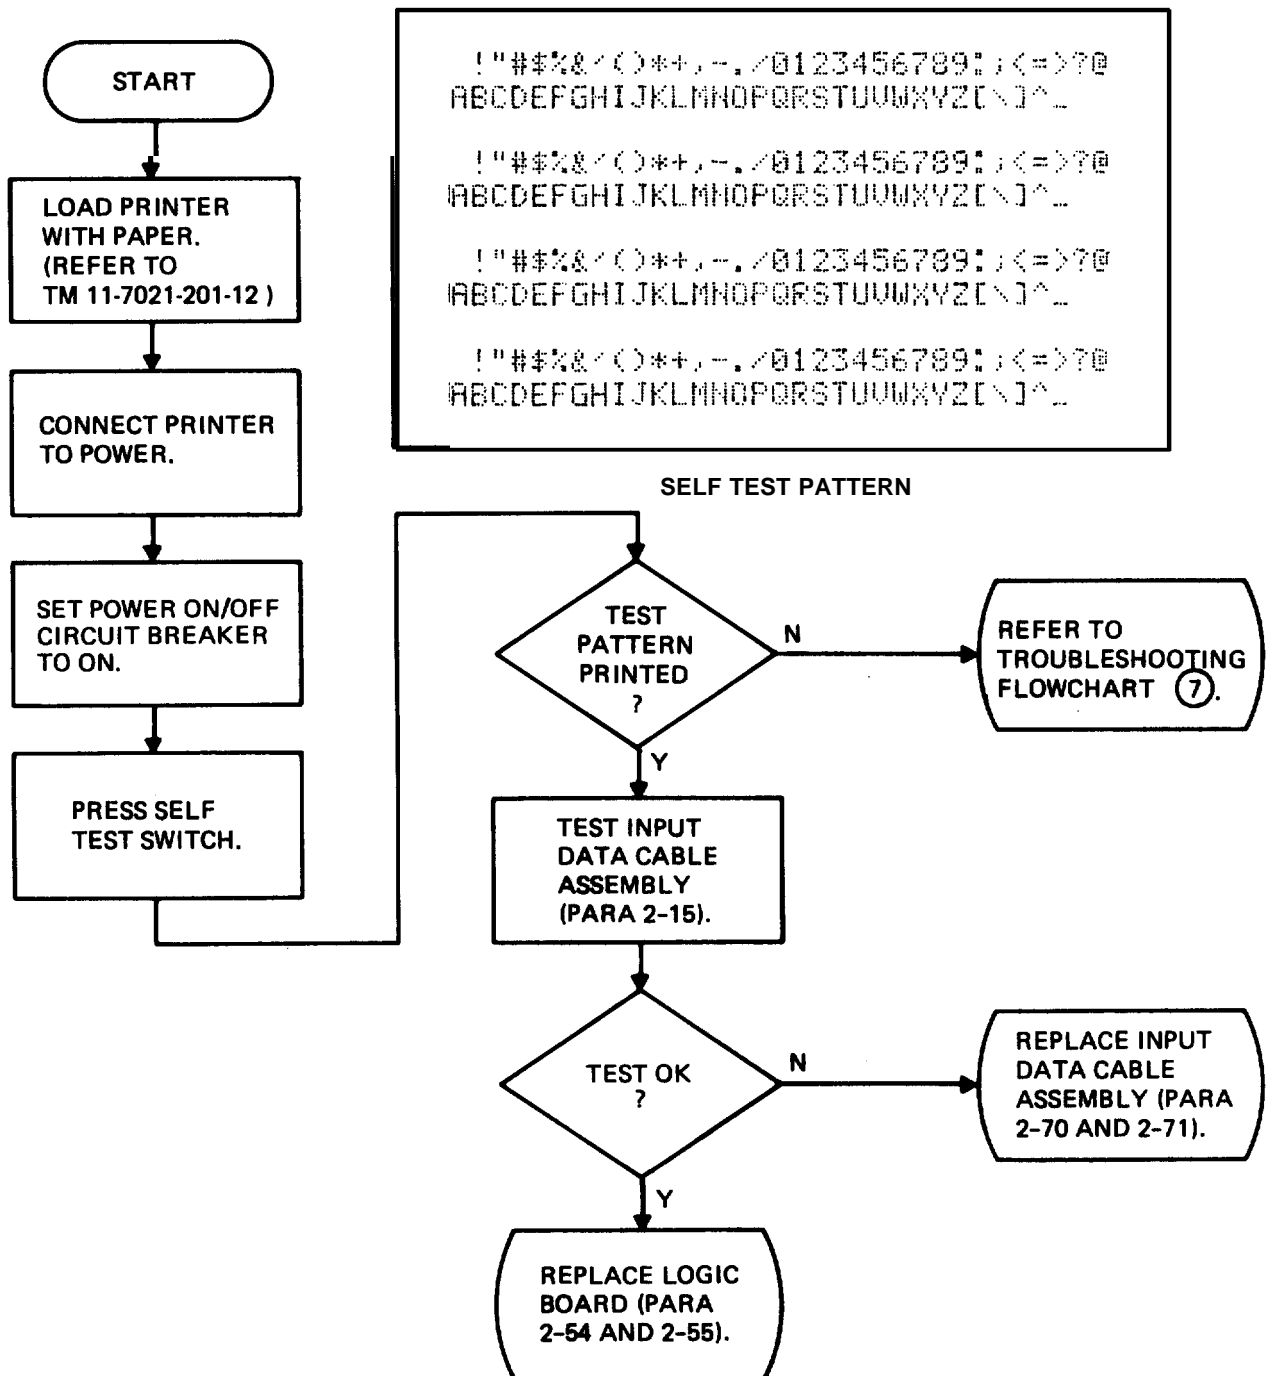 START
LOAD PRINTER
WITH PAPER.
(REFER TO
TM 11-7021-201-12 )
CONNECT PRINTER
TO POWER.
SET POWER ON/OFF
CIRCUIT BREAKER
TO ON.
PRESS SELF
TEST SWITCH.
!"#$%&'()*+,-./0123456789:;<=>?@
ABCDEFGHIJKLMNOPQRSTUVWXYZ[\]^_
!"#$%&'()*+,-./0123456789:;<=>?@
ABCDEFGHIJKLMNOPQRSTUVWXYZ[\]^_
!"#$%&'()*+,-./0123456789:;<=>?@
ABCDEFGHIJKLMNOPQRSTUVWXYZ[\]^_
!"#$%&'()*+,-./0123456789:;<=>?@
ABCDEFGHIJKLMNOPQRSTUVWXYZ[\]^_
SELF TEST PATTERN
TEST
PATTERN
PRINTED
?
N
REFER TO
TROUBLESHOOTING
FLOWCHART 7.
Y
TEST INPUT
DATA CABLE
ASSEMBLY
(PARA 2-15).
TEST OK
?
N
REPLACE INPUT
DATA CABLE
ASSEMBLY (PARA
2-70 AND 2-71).
Y
REPLACE LOGIC
BOARD (PARA
2-54 AND 2-55).